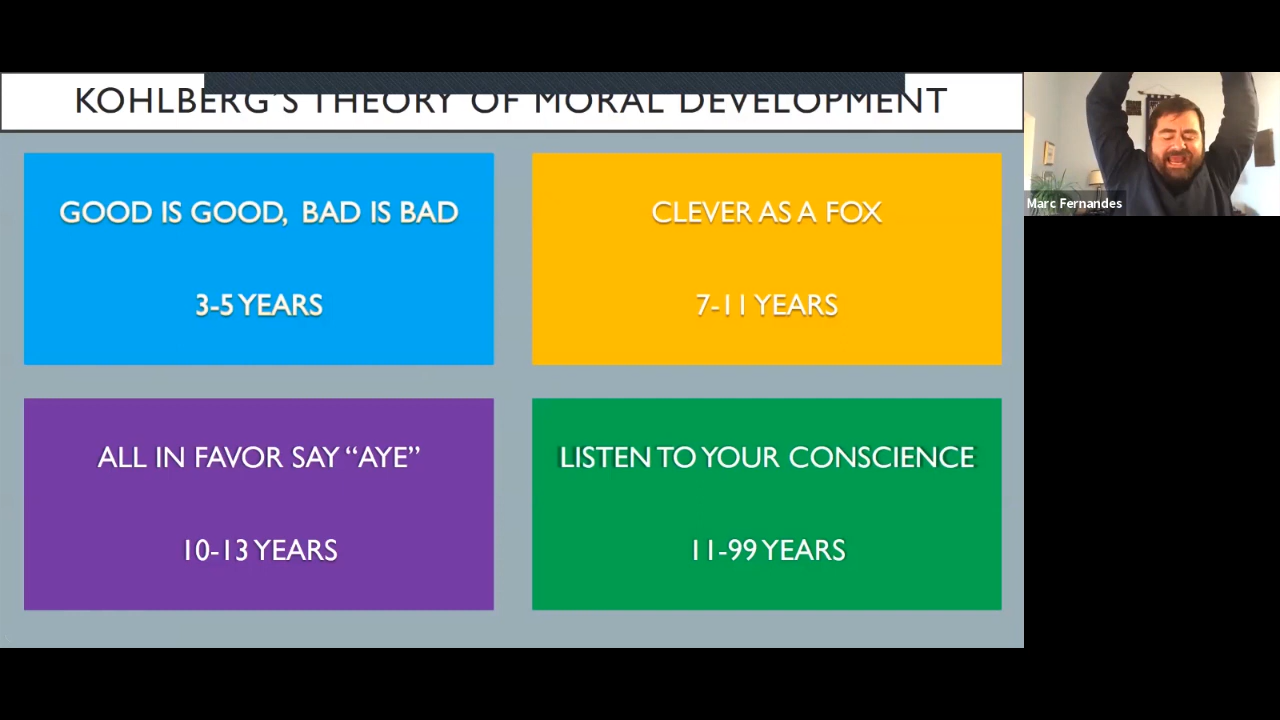 KOHLBERG'S THEORY OF MORAL DEVELOPMENT
GOOD IS GOOD, BAD IS BAD
3-5 YEARS
CLEVER AS A FOX
7-11 YEARS
ALL IN FAVOR SAY “AYE”
10-13 YEARS
LISTEN TO YOUR CONSCIENCE
11-99 YEARS
Marc Fernandes